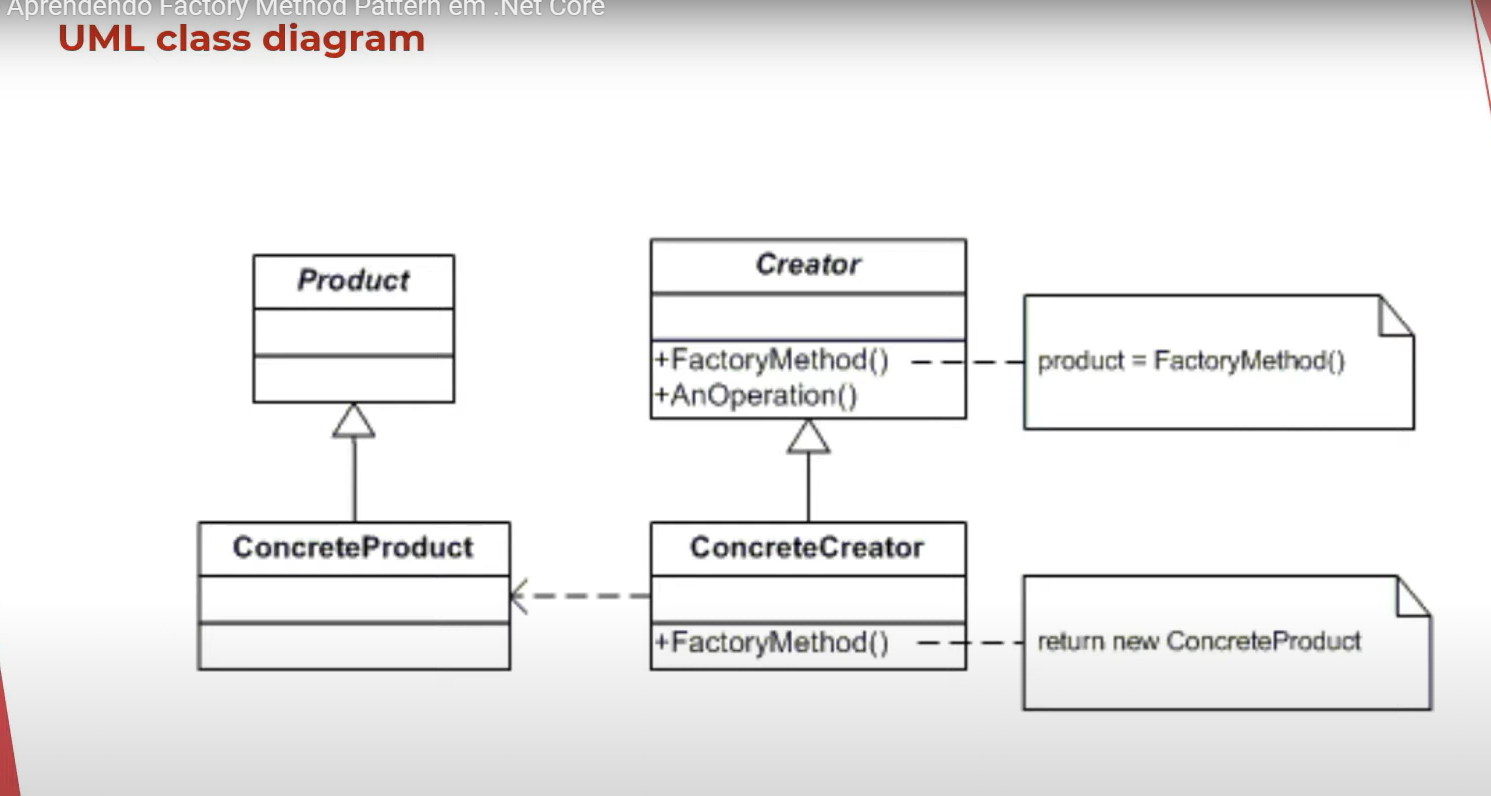 Aprendendo Factory Method Pattern em .Net Core
UML class diagram
Product
Creator
+FactoryMethod()
+AnOperation()
product = FactoryMethod()
ConcreteProduct
ConcreteCreator
+FactoryMethod()
return new ConcreteProduct